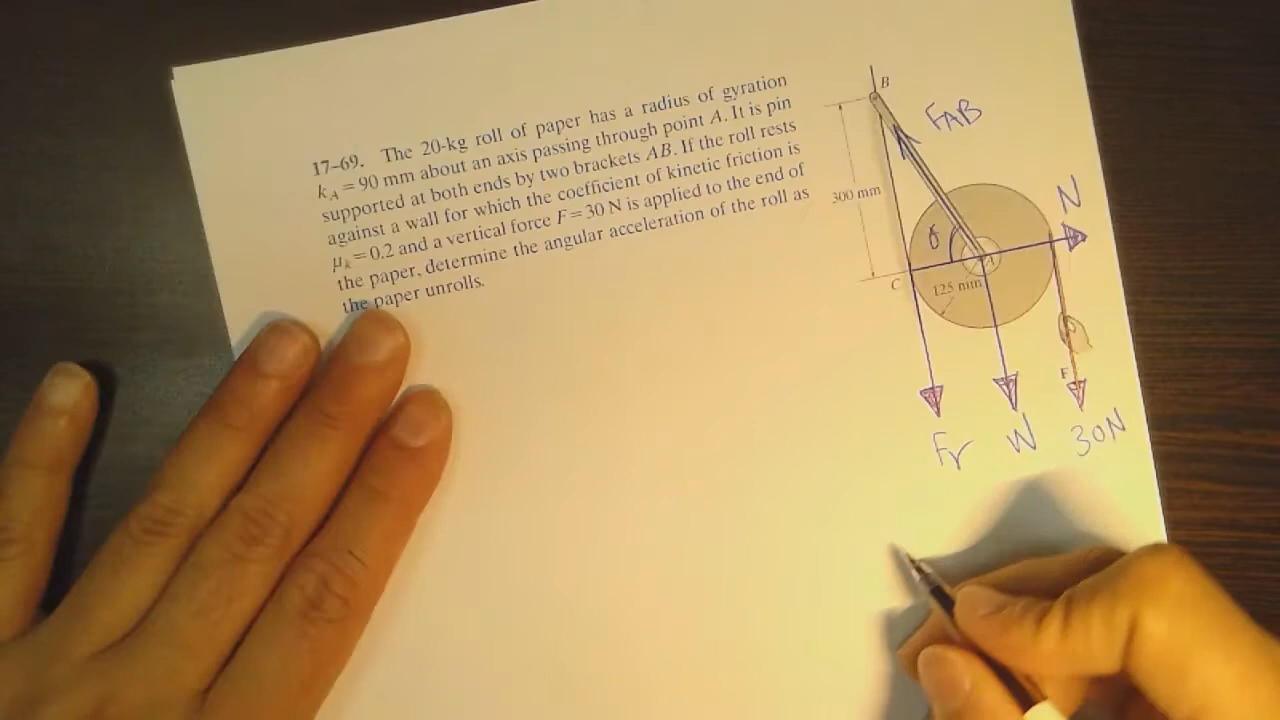 17–69. The 20-kg roll of paper has a radius of gyration
kA = 90 mm about an axis passing through point A. It is pin
supported at both ends by two brackets AB. If the roll rests
against a wall for which the coefficient of kinetic friction is
μk = 0.2 and a vertical force F = 30 N is applied to the end of
the paper, determine the angular acceleration of the roll as
the paper unrolls.
B
FAB
300 mm
N
A
C
125 mm
F
Fr
W
30N